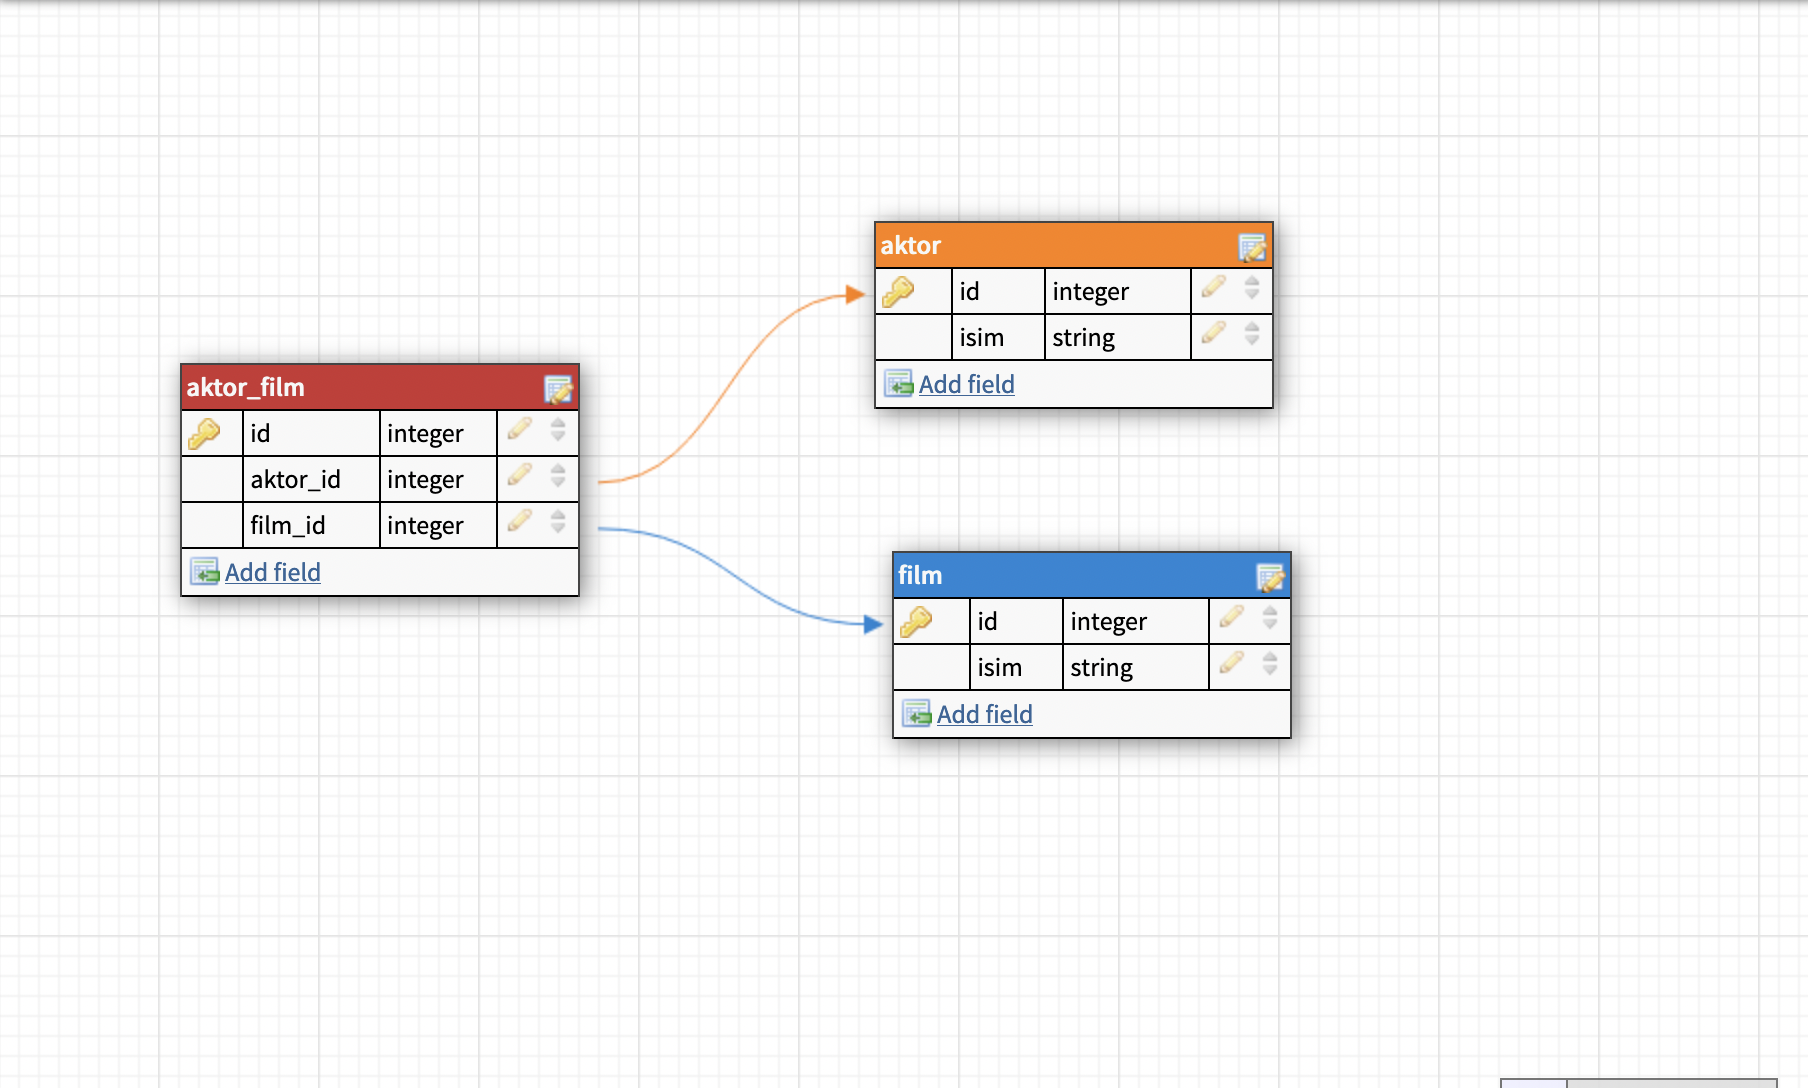 aktor_film
id integer
aktor_id integer
film_id integer
Add field
aktor
id integer
isim string
Add field
film
id integer
isim string
Add field